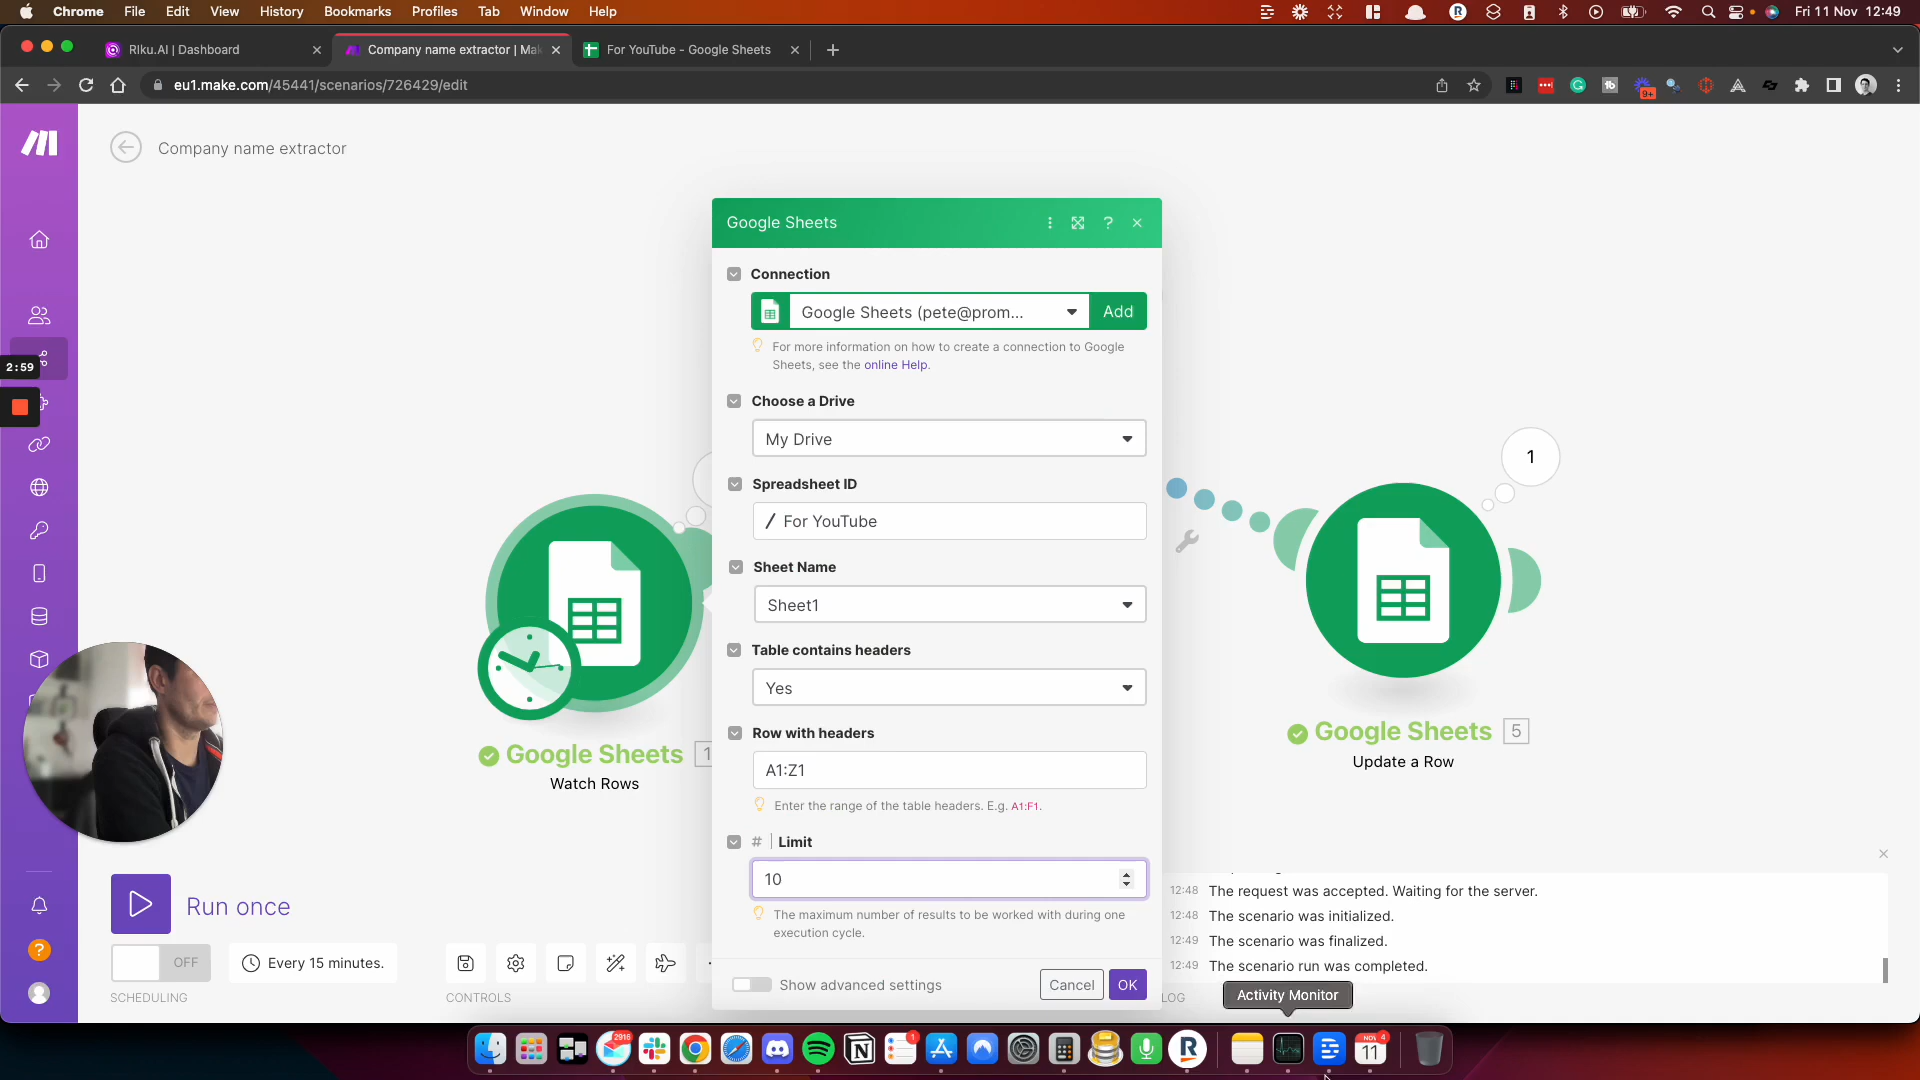 Chrome File Edit View History Bookmarks Profiles Tab Window Help Fri 11 Nov 12:49
RIku.AI | Dashboard
Company name extractor | Mak
For YouTube - Google Sheets
eu1.make.com/45441/scenarios/726429/edit
9+
Company name extractor
Google Sheets
Connection
Google Sheets (pete@prom... Add
For more information on how to create a connection to Google
Sheets, see the online Help.
2:59
Choose a Drive
My Drive
Spreadsheet ID
/ For YouTube
Sheet Name
Sheet1
Table contains headers
Yes
Row with headers
A1:Z1
Enter the range of the table headers. E.g. A1:F1.
# Limit
10
The maximum number of results to be worked with during one
execution cycle.
Show advanced settings
Cancel OK
Google Sheets 1
Watch Rows
1
Google Sheets 5
Update a Row
Run once
OFF
Every 15 minutes.
SCHEDULING
CONTROLS
12:48 The request was accepted. Waiting for the server.
12:48 The scenario was initialized.
12:49 The scenario was finalized.
12:49 The scenario run was completed.
LOG
Activity Monitor
2916
1
NOV
4
11